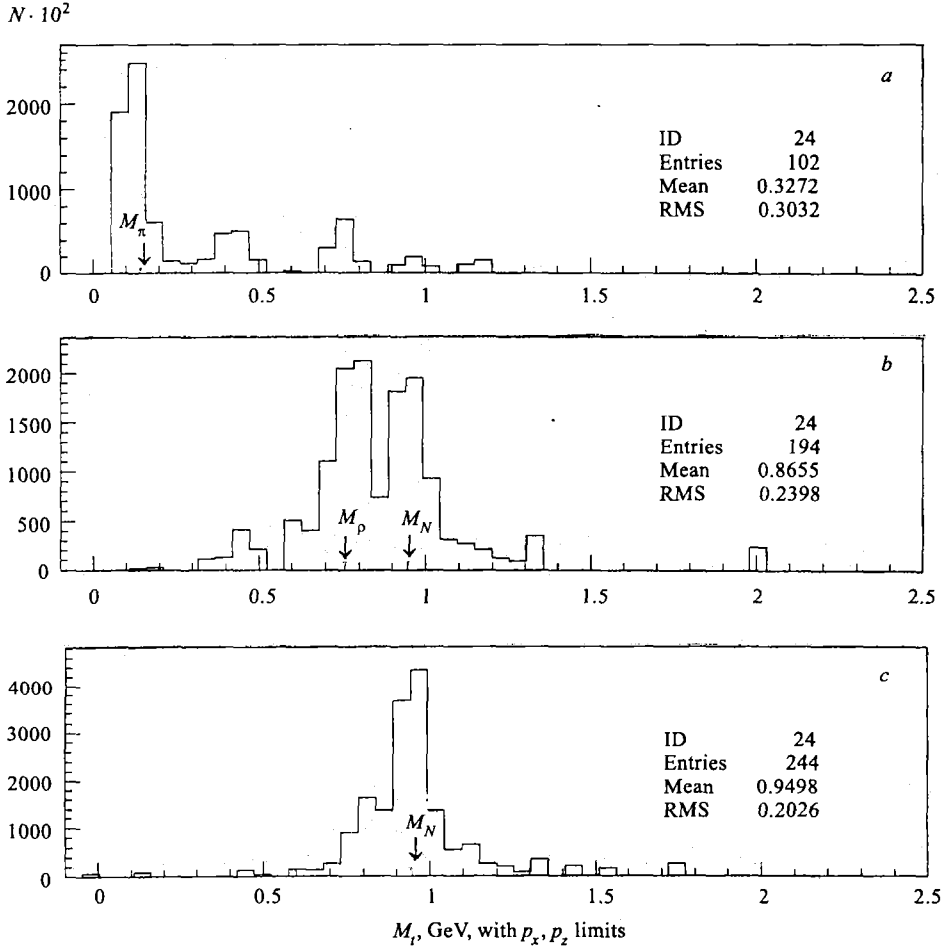 N · 10²
a
2000
1000
0
M_π
ID 24
Entries 102
Mean 0.3272
RMS 0.3032
0 0.5 1 1.5 2 2.5
b
2000
1500
1000
500
0
M_ρ M_N
ID 24
Entries 194
Mean 0.8655
RMS 0.2398
0 0.5 1 1.5 2 2.5
c
4000
3000
2000
1000
0
M_N
ID 24
Entries 244
Mean 0.9498
RMS 0.2026
0 0.5 1 1.5 2 2.5
M_t, GeV, with p_x, p_z limits